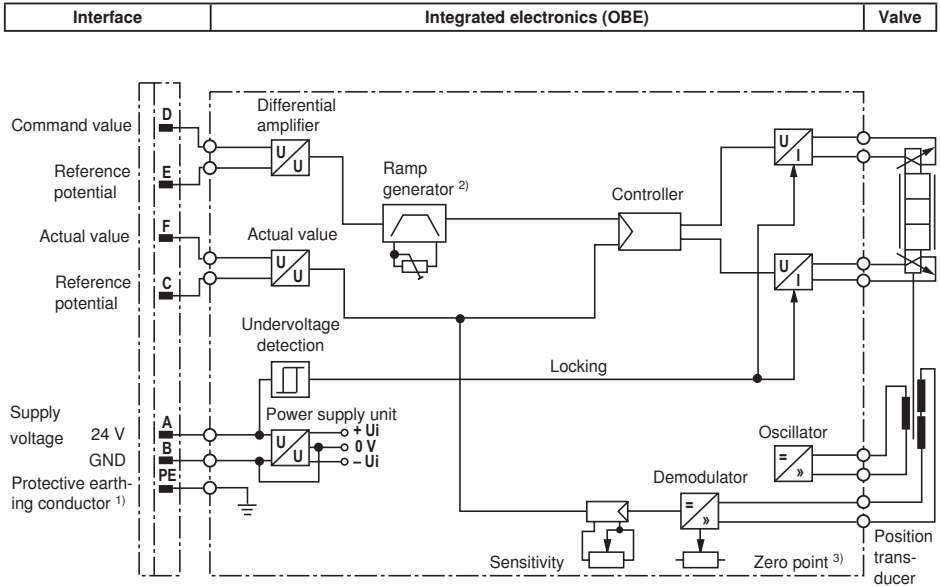 Interface
Integrated electronics (OBE)
Valve
Command value
D
Differential
amplifier
U
U
U
I
Reference
potential
E
Ramp
generator 2)
Controller
Actual value
F
Actual value
U
U
U
I
Reference
potential
C
Undervoltage
detection
Locking
Supply
voltage
24 V
A
Power supply unit
U
U
+ Ui
0 V
– Ui
GND
B
Oscillator
=
»
Protective earth-
ing conductor 1)
PE
Demodulator
=
»
Sensitivity
Zero point 3)
Position
trans-
ducer